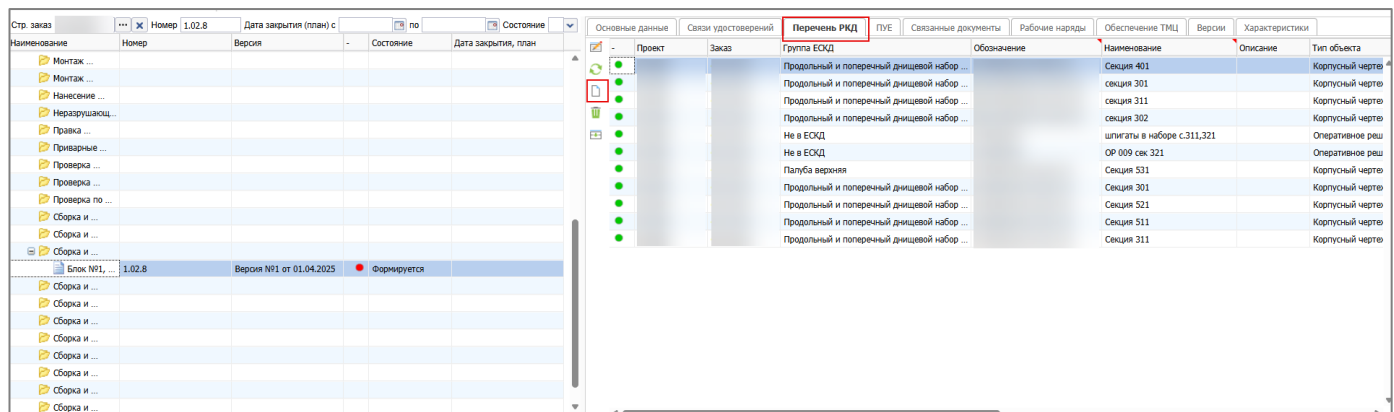 Стр. заказ ... Номер 1.02.8 Дата закрытия (план) с по Состояние
Наименование Номер Версия - Состояние Дата закрытия, план
Монтаж ...
Монтаж ...
Нанесение ...
Неразрушающ...
Правка ...
Приварные ...
Проверка ...
Проверка ...
Проверка по ...
Сборка и ...
Сборка и ...
Сборка и ...
Блок №1, ... 1.02.8 Версия №1 от 01.04.2025 Формируется
Сборка и ...
Сборка и ...
Сборка и ...
Сборка и ...
Сборка и ...
Сборка и ...
Сборка и ...
Сборка и ...
Основные данные Связи удостоверений Перечень РКД ПУЕ Связанные документы Рабочие наряды Обеспечение ТМЦ Версии Характеристики
- Проект Заказ Группа ЕСКД Обозначение Наименование Описание Тип объекта
Продольный и поперечный днищевой набор ... Секция 401 Корпусный чертеж
Продольный и поперечный днищевой набор ... секция 301 Корпусный чертеж
Продольный и поперечный днищевой набор ... секция 311 Корпусный чертеж
Продольный и поперечный днищевой набор ... секция 302 Корпусный чертеж
Не в ЕСКД шпигаты в наборе с.311,321 Оперативное реш
Не в ЕСКД ОР 009 сек 321 Оперативное реш
Палуба верхняя Секция 531 Корпусный чертеж
Продольный и поперечный днищевой набор ... Секция 301 Корпусный чертеж
Продольный и поперечный днищевой набор ... Секция 521 Корпусный чертеж
Продольный и поперечный днищевой набор ... Секция 511 Корпусный чертеж
Продольный и поперечный днищевой набор ... Секция 311 Корпусный чертеж